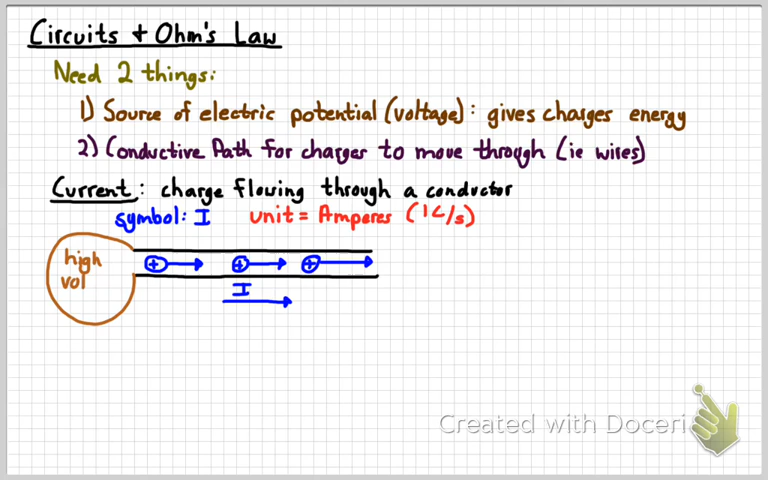 Circuits + Ohm's Law
Need 2 things:
1) Source of electric potential (voltage): gives charges energy
2) Conductive Path for charges to move through (ie wires)
Current: charge flowing through a conductor
symbol: I unit = Amperes (1C/s)
high
vol
+ + +
I
Created with Doceri